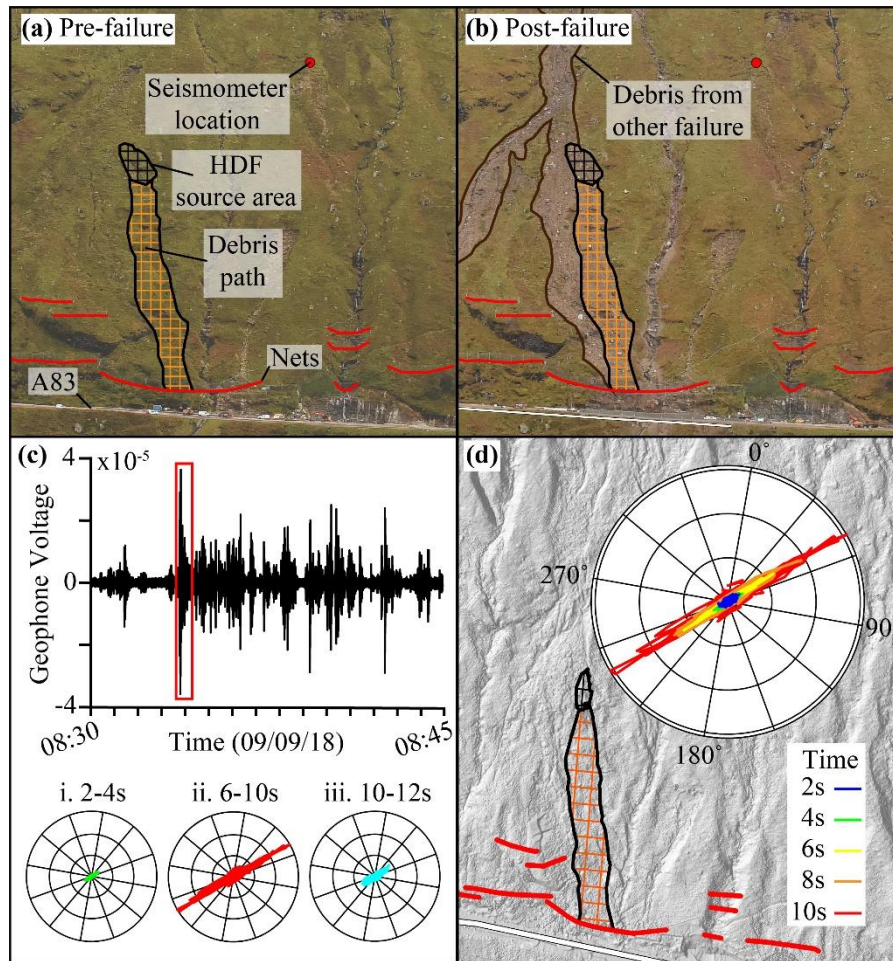 (a) Pre-failure
Seismometer
location
HDF
source area
Debris
path
Nets
A83
(b) Post-failure
Debris from
other failure
(c)
4
x10⁻⁵
Geophone Voltage
0
-4
08:30
Time (09/09/18)
08:45
i. 2-4s
ii. 6-10s
iii. 10-12s
(d)
0°
270°
90
180°
Time
2s
4s
6s
8s
10s